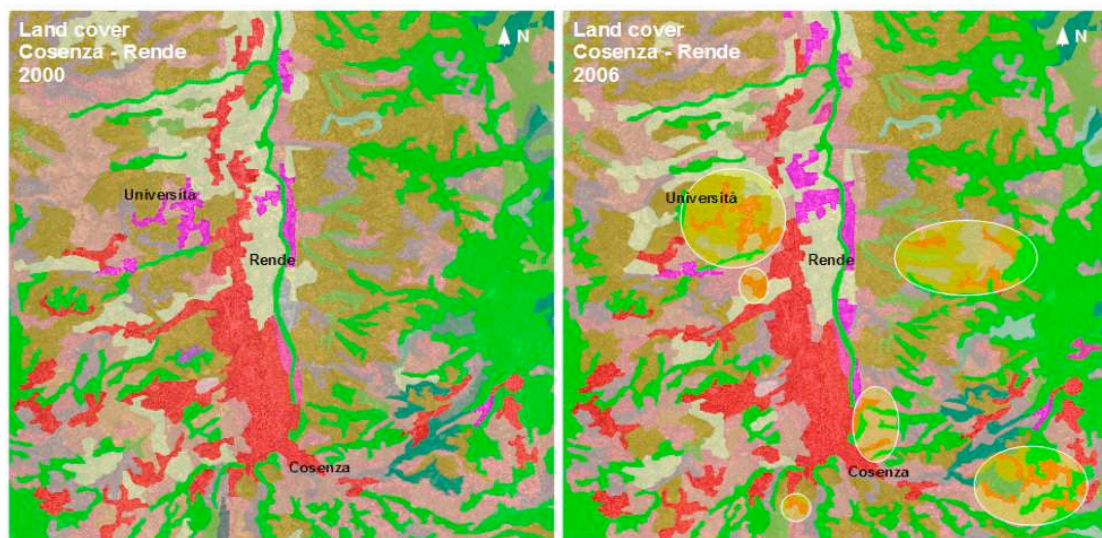 Land cover
Cosenza - Rende
2000
N
Università
Rende
Cosenza
Land cover
Cosenza - Rende
2006
N
Università
Rende
Cosenza